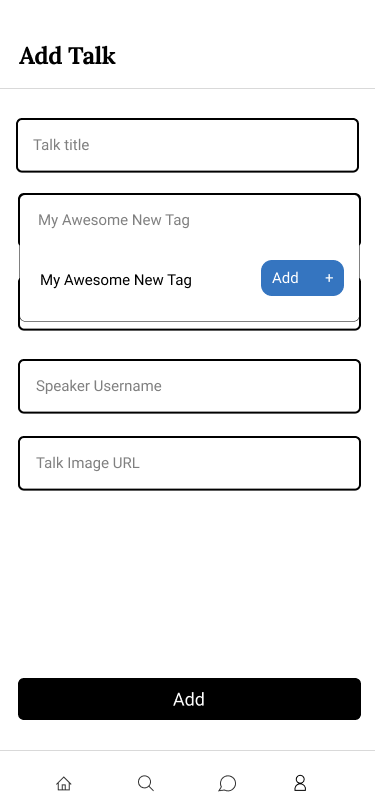 Add Talk
Talk title
My Awesome New Tag
My Awesome New Tag
Add +
Speaker Username
Talk Image URL
Add